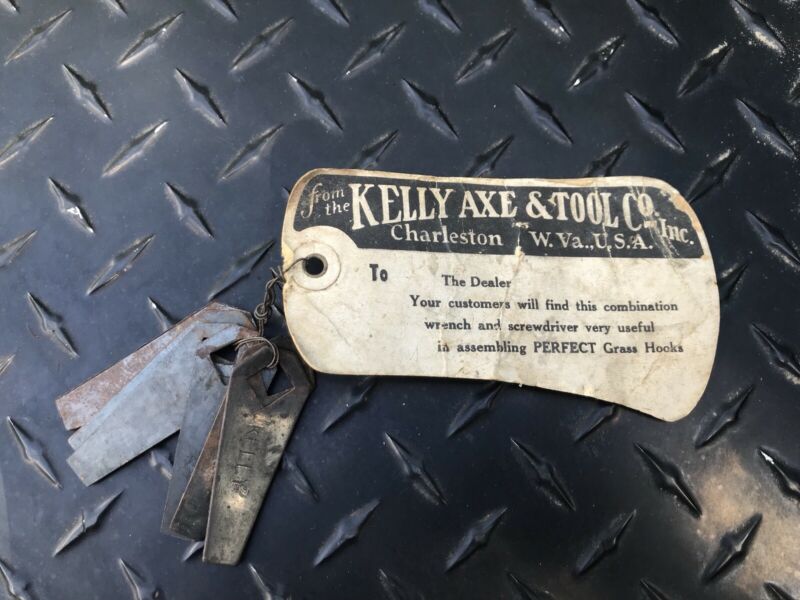 from the KELLY AXE & TOOL Co. Inc.
Charleston W. Va., U.S.A.
To The Dealer
Your customers will find this combination
wrench and screwdriver very useful
in assembling PERFECT Grass Hooks
KELLY